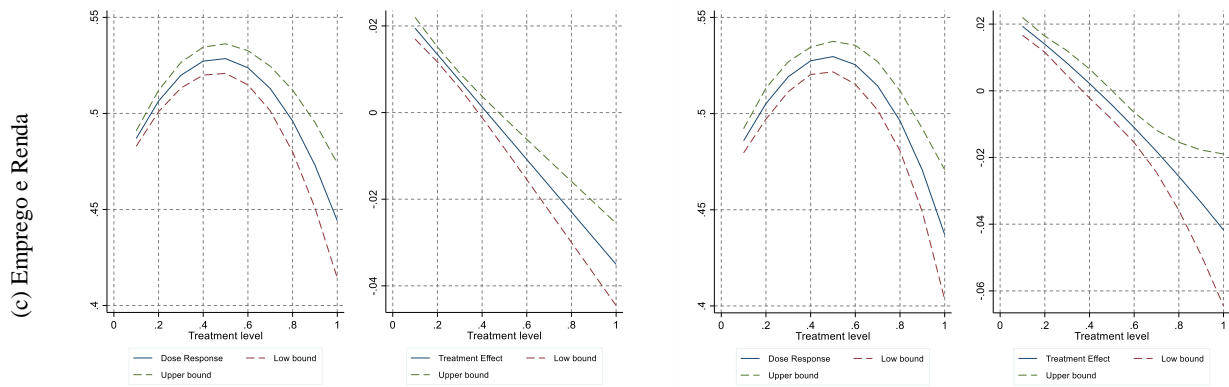 (c) Emprego e Renda
.55
.5
.45
.4
0 .2 .4 .6 .8 1
Treatment level
Dose Response Low bound
Upper bound
.02
0
-.02
-.04
0 .2 .4 .6 .8 1
Treatment level
Treatment Effect Low bound
Upper bound
.55
.5
.45
.4
0 .2 .4 .6 .8 1
Treatment level
Dose Response Low bound
Upper bound
.02
0
-.02
-.04
-.06
0 .2 .4 .6 .8 1
Treatment level
Treatment Effect Low bound
Upper bound